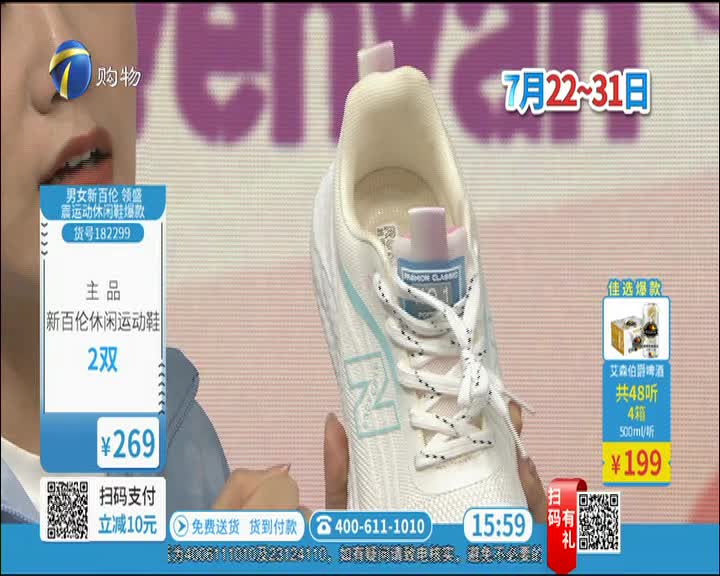 购物
7月22~31日
男女新百伦 领盛
震运动休闲鞋爆款
货号182299
主品
新百伦休闲运动鞋
2双
¥269
扫码支付
立减10元
FASHION CLASSIC
N
佳选爆款
艾森伯爵啤酒
共48听
4箱
500ml/听
¥199
扫码有礼
免费送货 货到付款
400-611-1010
15:59
为4006111010及23124110，如有疑问请致电核实，避免不必要的